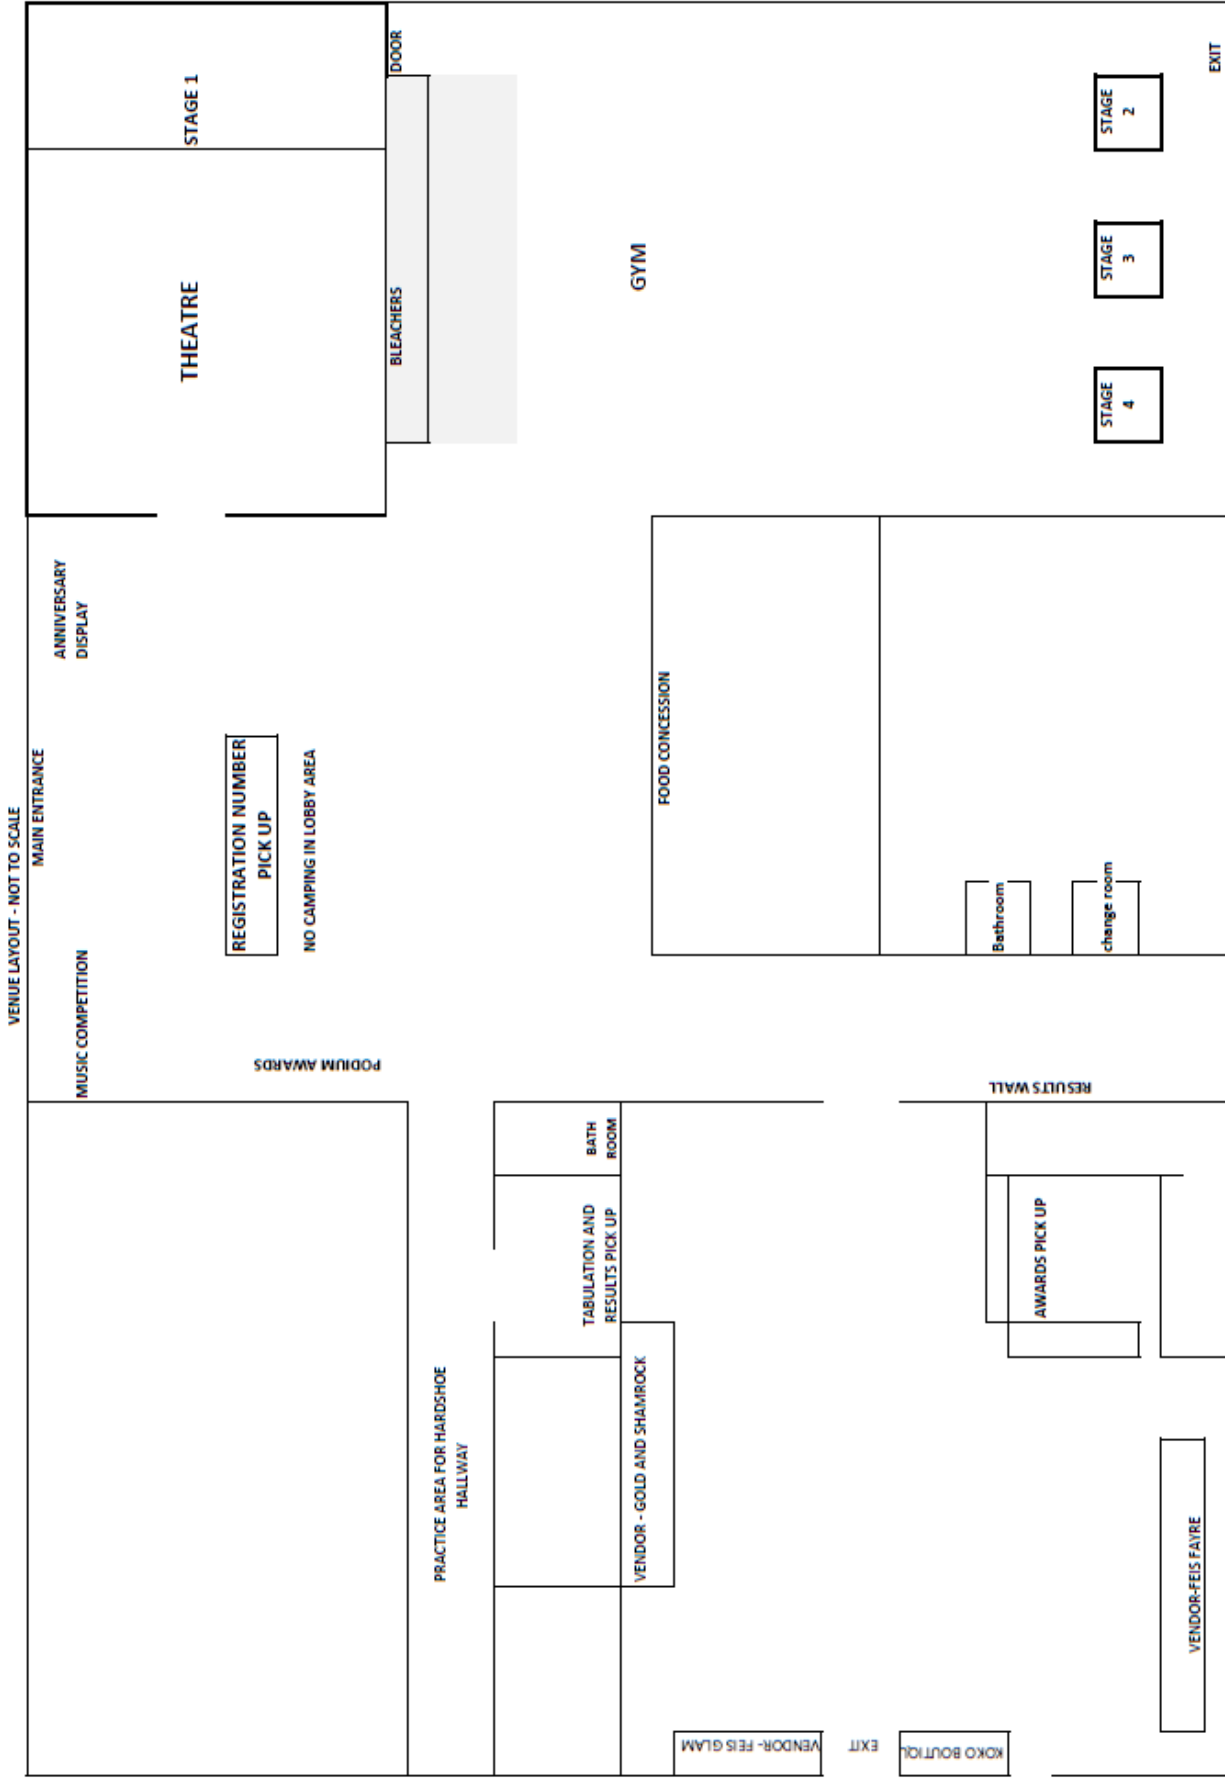 VENUE LAYOUT - NOT TO SCALE
MAIN ENTRANCE
MUSIC COMPETITION
ANNIVERSARY
DISPLAY
STAGE 1
THEATRE
REGISTRATION NUMBER
PICK UP
NO CAMPING IN LOBBY AREA
PODIUM AWARDS
DOOR
BLEACHERS
PRACTICE AREA FOR HARDSHOE
HALLWAY
BATH
ROOM
TABULATION AND
RESULTS PICK UP
VENDOR - GOLD AND SHAMROCK
GYM
FOOD CONCESSION
VENDOR- FEIS GLAM
EXIT
KOKO BOUTIQU
Bathroom
change room
RESULTS WALL
AWARDS PICK UP
STAGE
4
STAGE
3
STAGE
2
VENDOR-FEIS FAYRE
EXIT